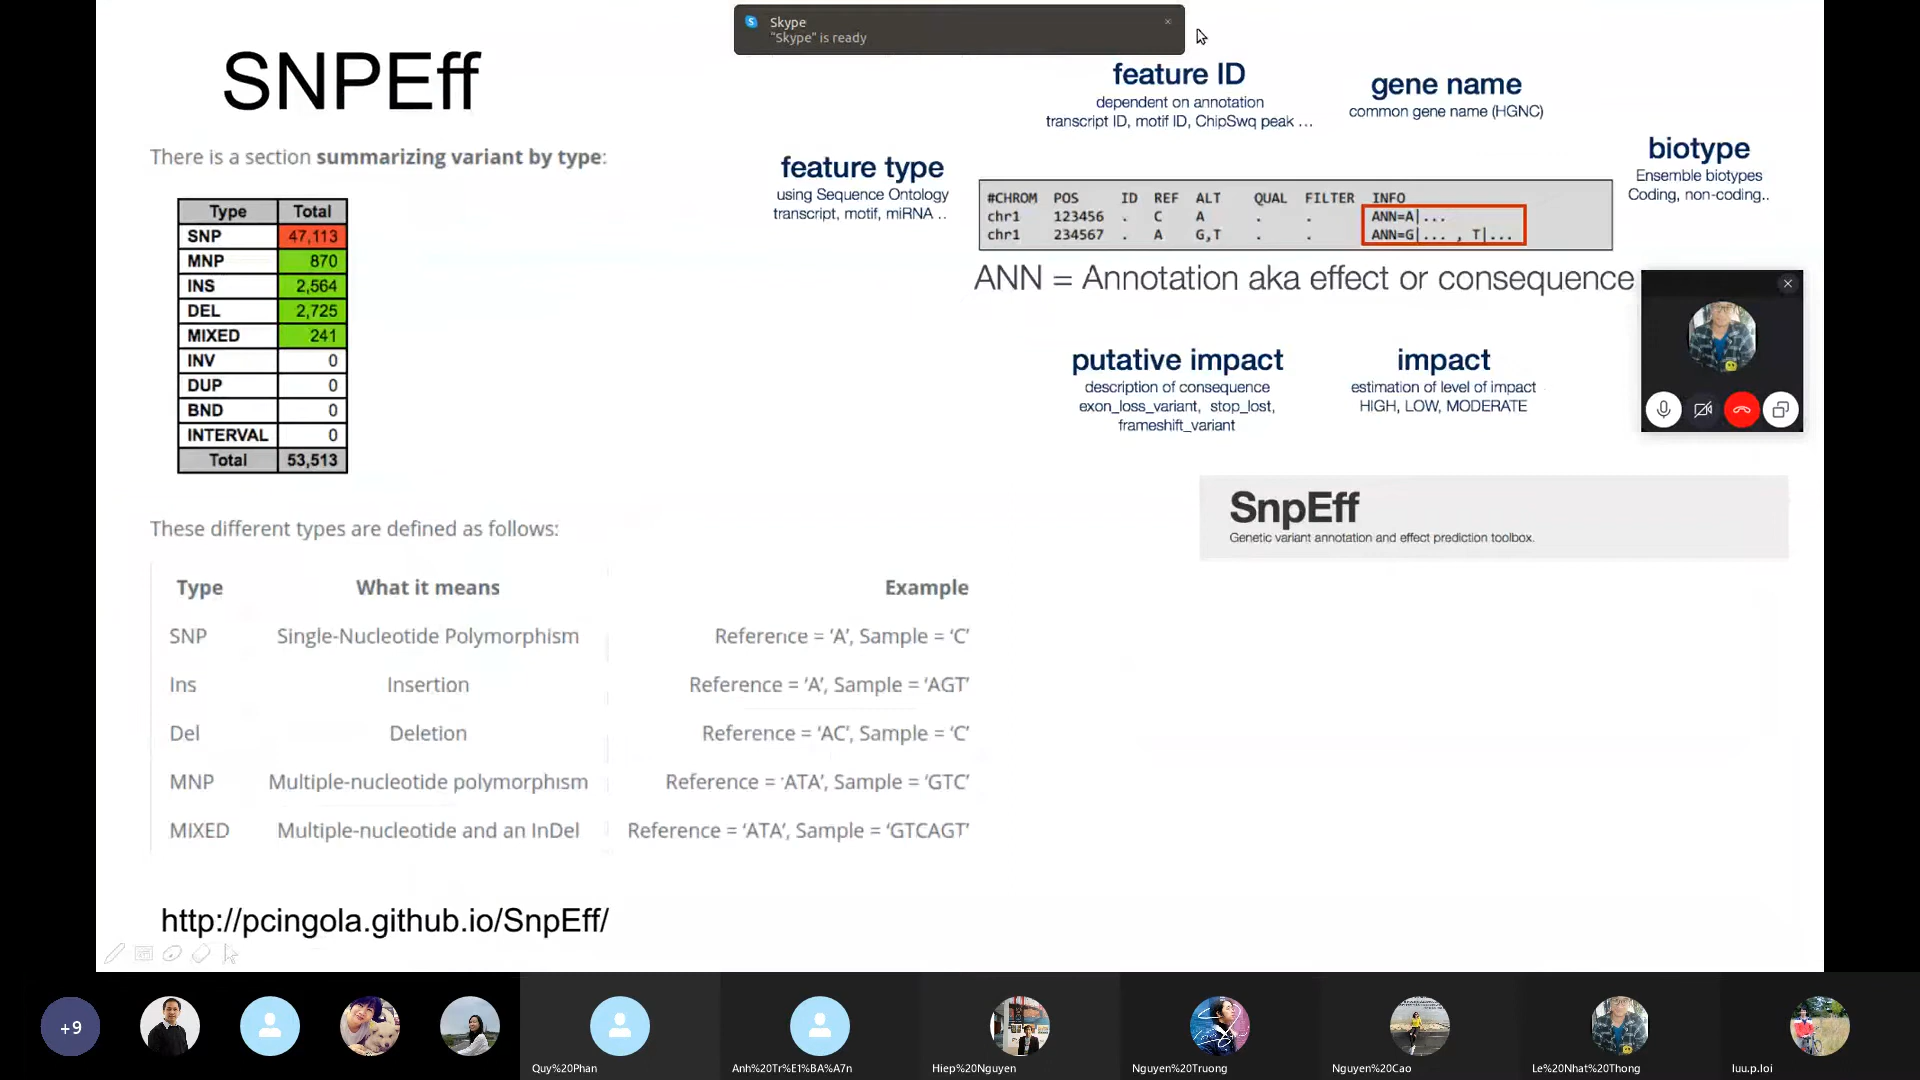 Skype
"Skype" is ready
SNPEff
There is a section summarizing variant by type:
Type Total
SNP 47,113
MNP 870
INS 2,564
DEL 2,725
MIXED 241
INV 0
DUP 0
BND 0
INTERVAL 0
Total 53,513
feature ID
dependent on annotation
transcript ID, motif ID, ChipSwq peak ...
gene name
common gene name (HGNC)
feature type
using Sequence Ontology
transcript, motif, miRNA ..
biotype
Ensemble biotypes
Coding, non-coding..
#CHROM POS ID REF ALT QUAL FILTER INFO
chr1 123456 . C A . . ANN=A|...
chr1 234567 . A G,T . . ANN=G|... , T|...
ANN = Annotation aka effect or consequence
putative impact
description of consequence
exon_loss_variant, stop_lost,
frameshift_variant
impact
estimation of level of impact
HIGH, LOW, MODERATE
SnpEff
Genetic variant annotation and effect prediction toolbox.
These different types are defined as follows:
Type What it means Example
SNP Single-Nucleotide Polymorphism Reference = 'A', Sample = 'C'
Ins Insertion Reference = 'A', Sample = 'AGT'
Del Deletion Reference = 'AC', Sample = 'C'
MNP Multiple-nucleotide polymorphism Reference = 'ATA', Sample = 'GTC'
MIXED Multiple-nucleotide and an InDel Reference = 'ATA', Sample = 'GTCAGT'
http://pcingola.github.io/SnpEff/
+9
Quy%20Phan
Anh%20Tr%E1%BA%A7n
Hiep%20Nguyen
Nguyen%20Truong
Nguyen%20Cao
Le%20Nhat%20Thong
luu.p.loi